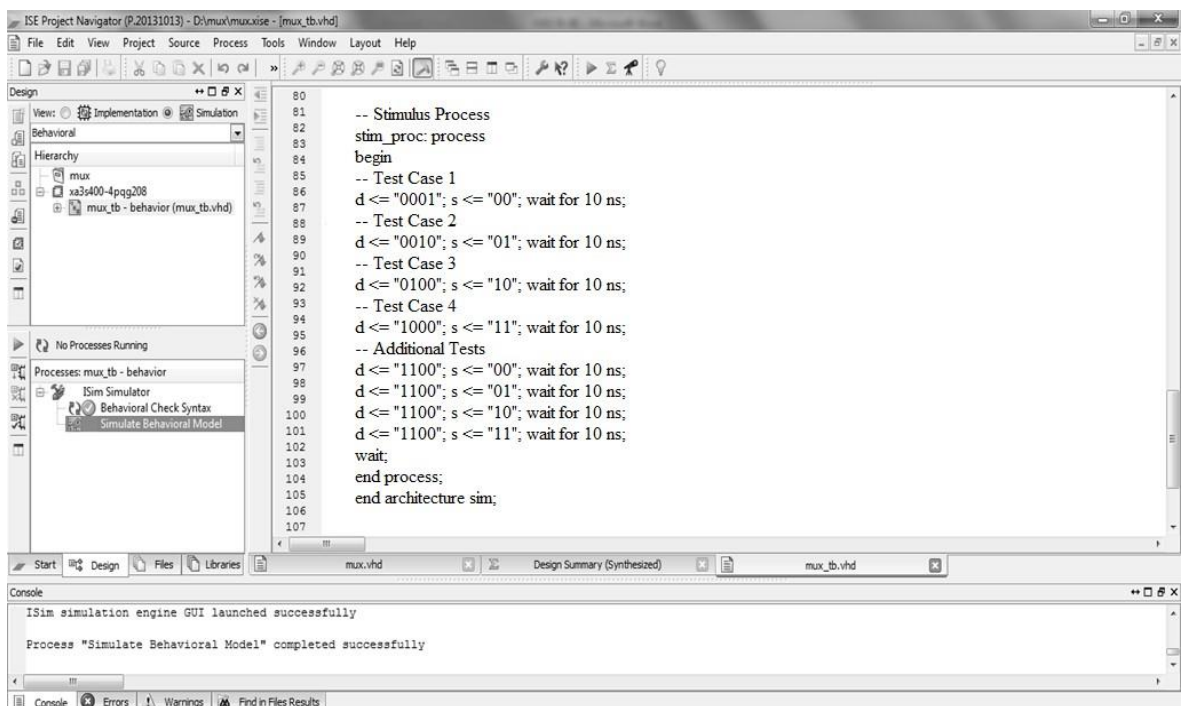 ISE Project Navigator (P.20131013) - D:\mux\mux.xise - [mux_tb.vhd]
File Edit View Project Source Process Tools Window Layout Help
Design
View: Implementation Simulation
Behavioral
Hierarchy
mux
xa3s400-4pqg208
mux_tb - behavior (mux_tb.vhd)
No Processes Running
Processes: mux_tb - behavior
ISim Simulator
Behavioral Check Syntax
Simulate Behavioral Model
80
81
82
83
84
85
86
87
88
89
90
91
92
93
94
95
96
97
98
99
100
101
102
103
104
105
106
107
-- Stimulus Process
stim_proc: process
begin
-- Test Case 1
d <= "0001"; s <= "00"; wait for 10 ns;
-- Test Case 2
d <= "0010"; s <= "01"; wait for 10 ns;
-- Test Case 3
d <= "0100"; s <= "10"; wait for 10 ns;
-- Test Case 4
d <= "1000"; s <= "11"; wait for 10 ns;
-- Additional Tests
d <= "1100"; s <= "00"; wait for 10 ns;
d <= "1100"; s <= "01"; wait for 10 ns;
d <= "1100"; s <= "10"; wait for 10 ns;
d <= "1100"; s <= "11"; wait for 10 ns;
wait;
end process;
end architecture sim;
Start Design Files Libraries
mux.vhd Design Summary (Synthesized) mux_tb.vhd
Console
ISim simulation engine GUI launched successfully
Process "Simulate Behavioral Model" completed successfully
Console Errors Warnings Find in Files Results